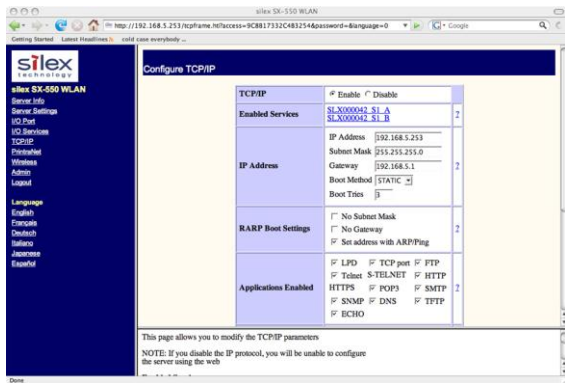 silex SX-550 WLAN
http://192.168.5.253/tcpframe.htl?access=9C8817332C483254&password=&language=0
Google
Getting Started Latest Headlines cold case everybody ...
silex
technology
silex SX-550 WLAN
Server Info
Server Settings
I/O Port
I/O Services
TCP/IP
PrintraNet
Wireless
Admin
Logout
Language
English
Français
Deutsch
Italiano
Japanese
Español
Configure TCP/IP
TCP/IP Enable Disable
Enabled Services SLX000042_S1_A
SLX000042_S1_B ?
IP Address
IP Address 192.168.5.253
Subnet Mask 255.255.255.0
Gateway 192.168.5.1
Boot Method STATIC
Boot Tries 3
?
RARP Boot Settings
No Subnet Mask
No Gateway
Set address with ARP/Ping
?
Applications Enabled
LPD TCP port FTP
Telnet S-TELNET HTTP
HTTPS POP3 SMTP
SNMP DNS TFTP
ECHO
?
This page allows you to modify the TCP/IP parameters
NOTE: If you disable the IP protocol, you will be unable to configure
the server using the web
Done